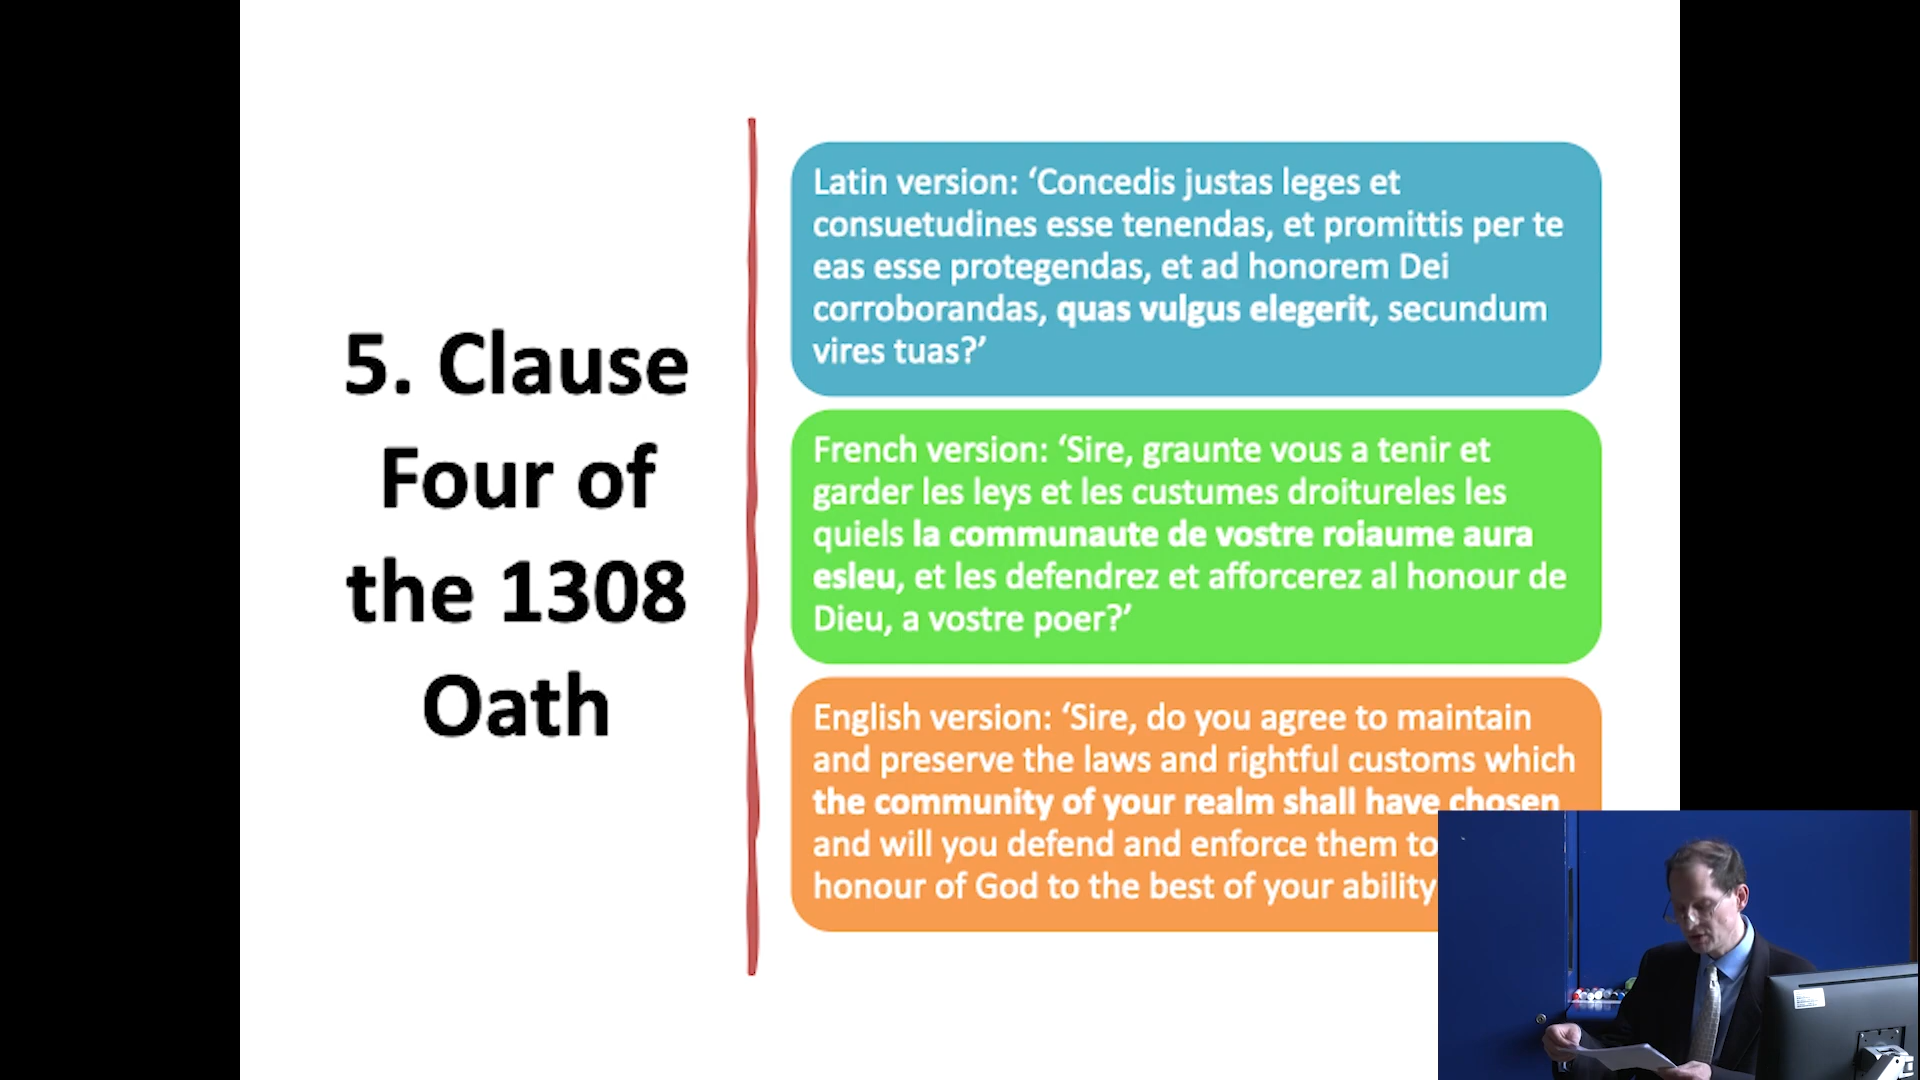 5. Clause
Four of
the 1308
Oath
Latin version: ‘Concedis justas leges et
consuetudines esse tenendas, et promittis per te
eas esse protegendas, et ad honorem Dei
corroborandas, quas vulgus elegerit, secundum
vires tuas?’
French version: ‘Sire, graunte vous a tenir et
garder les leys et les custumes droitureles les
quiels la communaute de vostre roiaume aura
esleu, et les defendrez et afforcerez al honour de
Dieu, a vostre poer?’
English version: ‘Sire, do you agree to maintain
and preserve the laws and rightful customs which
the community of your realm shall have chosen
and will you defend and enforce them to
honour of God to the best of your ability